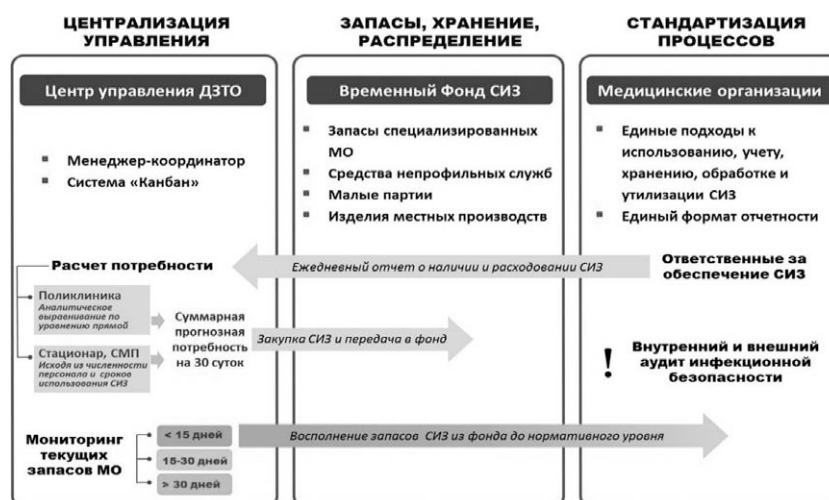 ЦЕНТРАЛИЗАЦИЯ
УПРАВЛЕНИЯ
ЗАПАСЫ, ХРАНЕНИЕ,
РАСПРЕДЕЛЕНИЕ
СТАНДАРТИЗАЦИЯ
ПРОЦЕССОВ
Центр управления ДЗТО
Временный Фонд СИЗ
Медицинские организации
Менеджер-координатор
Система «Канбан»
Запасы специализированных
МО
Средства непрофильных служб
Малые партии
Изделия местных производств
Единые подходы к
использованию, учету,
хранению, обработке и
утилизации СИЗ
Единый формат отчетности
Расчет потребности
Ежедневный отчет о наличии и расходовании СИЗ
Ответственные за
обеспечение СИЗ
Поликлиника
Аналитическое
выравнивание по
уравнению прямой
Стационар, СМП
Исходя из численности
персонала и сроков
использования СИЗ
Суммарная
прогнозная
потребность
на 30 суток
Закупка СИЗ и передача в фонд
! Внутренний и внешний
аудит инфекционной
безопасности
Мониторинг
текущих
запасов МО
< 15 дней
15-30 дней
> 30 дней
Восполнение запасов СИЗ из фонда до нормативного уровня